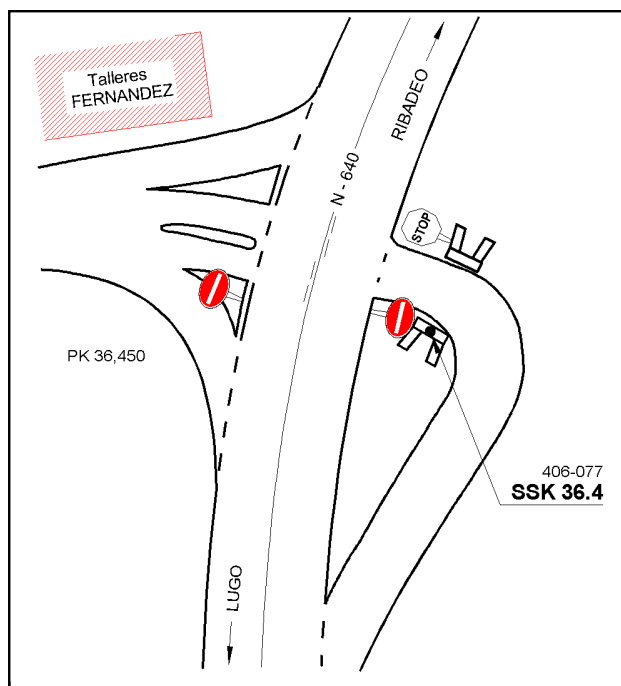 Talleres
FERNANDEZ
RIBADEO
N - 640
STOP
PK 36,450
406-077
SSK 36.4
LUGO